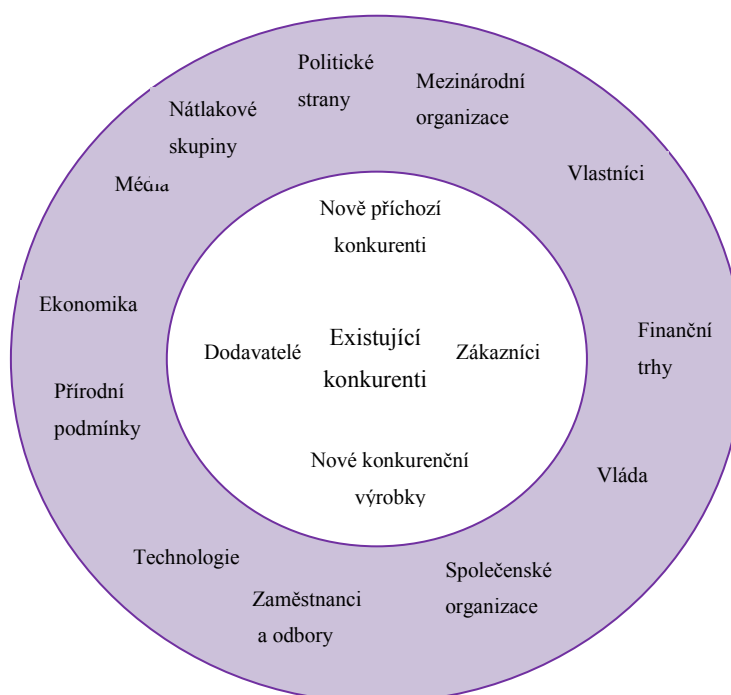 Politické
strany
Mezinárodní
organizace
Nátlakové
skupiny
Vlastníci
Média
Nově příchozí
konkurenti
Ekonomika
Finanční
trhy
Dodavatelé
Existující
konkurenti
Zákazníci
Přírodní
podmínky
Nové konkurenční
výrobky
Vláda
Technologie
Společenské
organizace
Zaměstnanci
a odbory